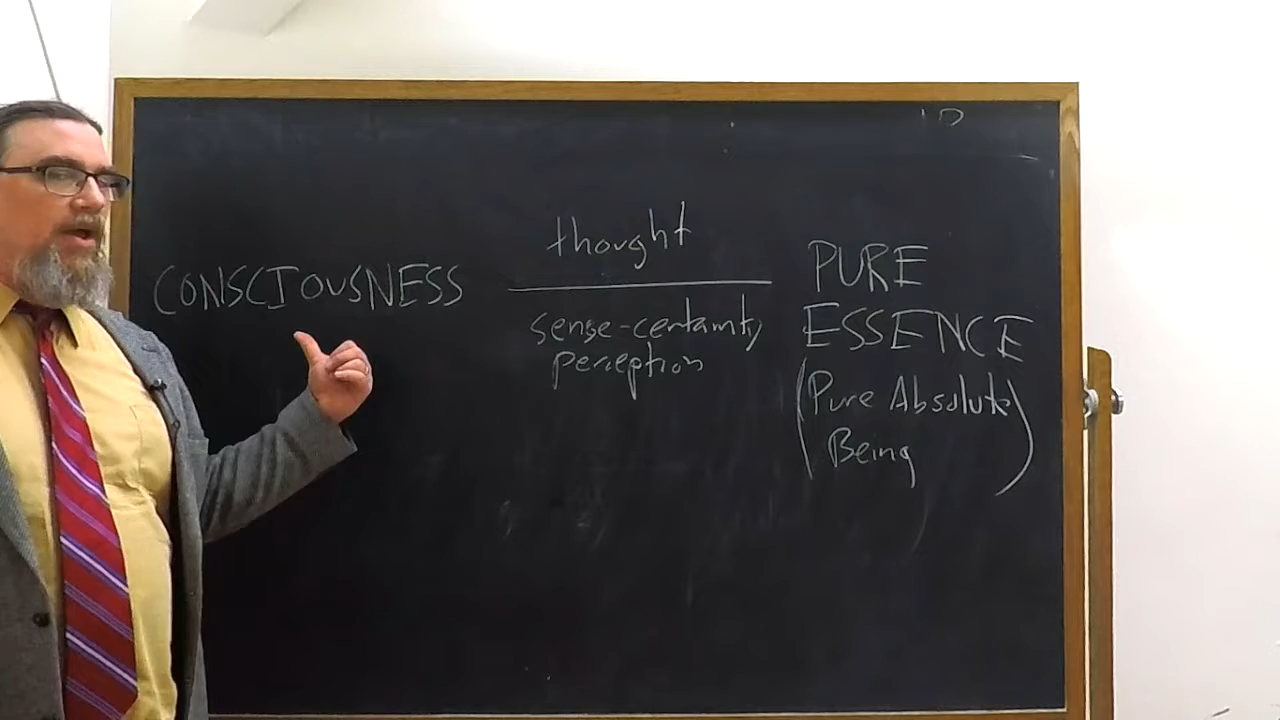 CONSCIOUSNESS
thought
sense-certainty
perception
PURE
ESSENCE
(Pure Absolute
Being)